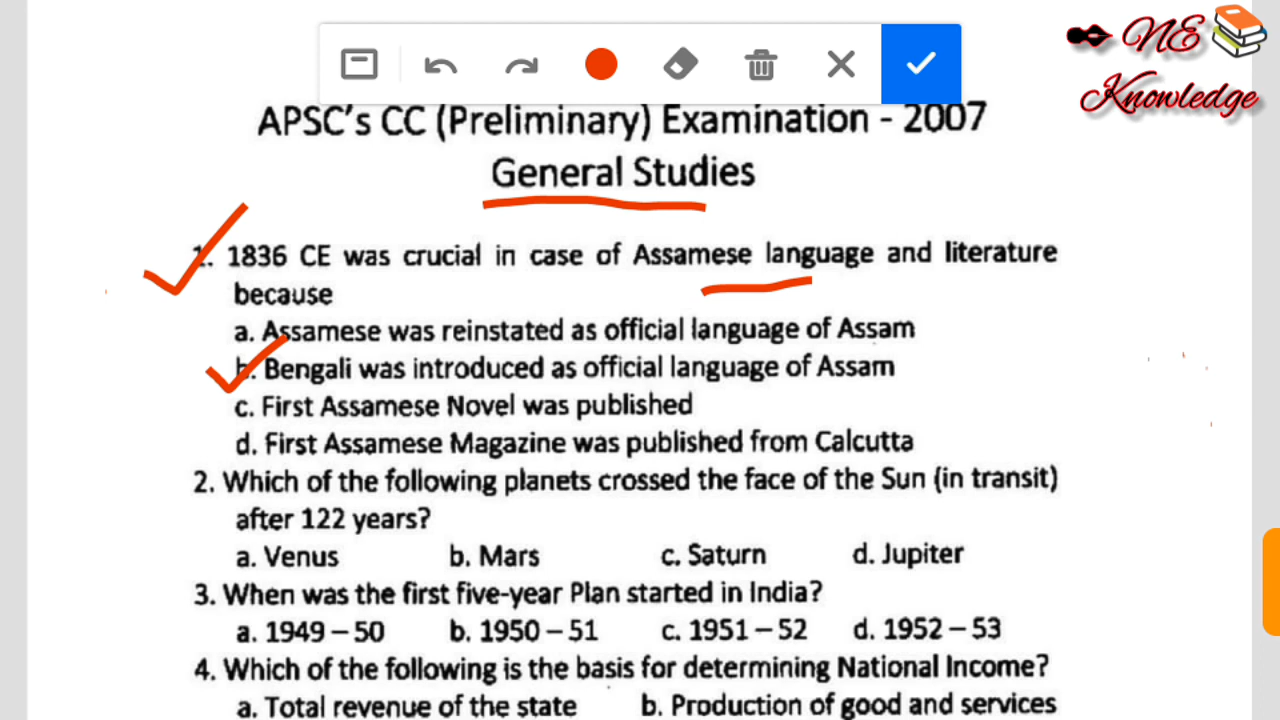 NE
Knowledge
APSC's CC (Preliminary) Examination - 2007
General Studies
1. 1836 CE was crucial in case of Assamese language and literature
because
a. Assamese was reinstated as official language of Assam
b. Bengali was introduced as official language of Assam
c. First Assamese Novel was published
d. First Assamese Magazine was published from Calcutta
2. Which of the following planets crossed the face of the Sun (in transit)
after 122 years?
a. Venus b. Mars c. Saturn d. Jupiter
3. When was the first five-year Plan started in India?
a. 1949 – 50 b. 1950 – 51 c. 1951 – 52 d. 1952 – 53
4. Which of the following is the basis for determining National Income?
a. Total revenue of the state b. Production of good and services